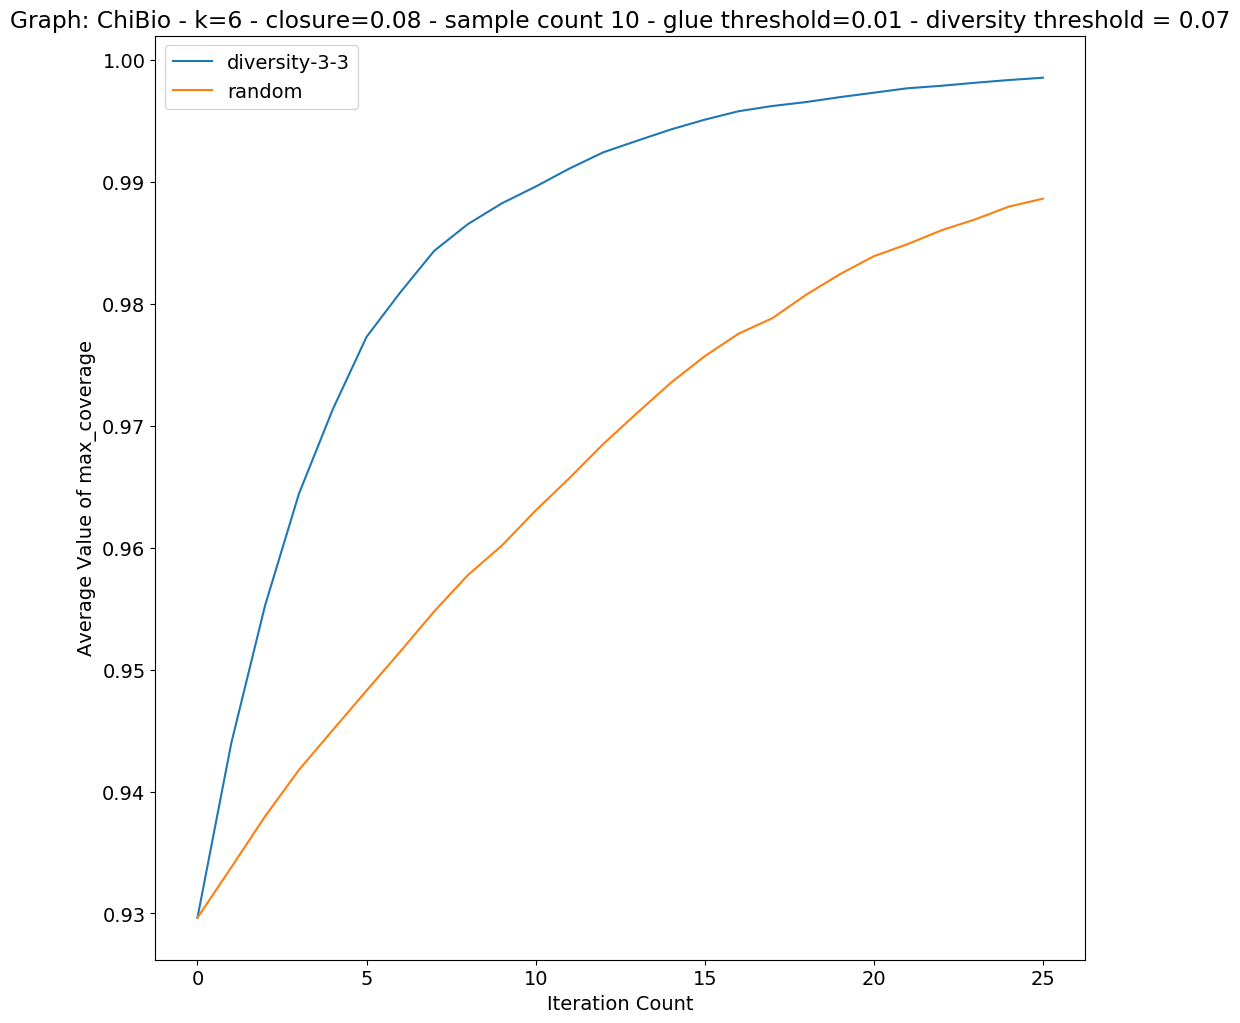 Graph: ChiBio - k=6 - closure=0.08 - sample count 10 - glue threshold=0.01 - diversity threshold = 0.07
diversity-3-3
random
Average Value of max_coverage
1.00
0.99
0.98
0.97
0.96
0.95
0.94
0.93
0
5
10
15
20
25
Iteration Count